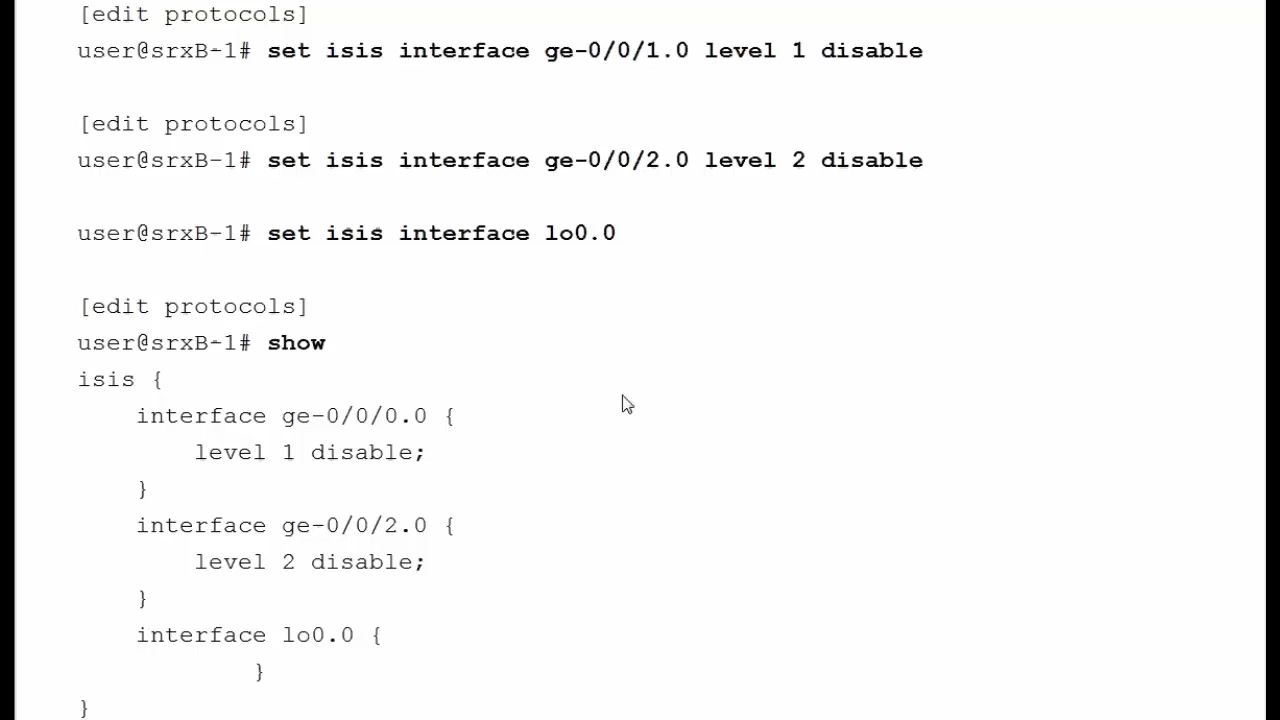 [edit protocols]
user@srxB-1# set isis interface ge-0/0/1.0 level 1 disable
[edit protocols]
user@srxB-1# set isis interface ge-0/0/2.0 level 2 disable
user@srxB-1# set isis interface lo0.0
[edit protocols]
user@srxB-1# show
isis {
    interface ge-0/0/0.0 {
        level 1 disable;
    }
    interface ge-0/0/2.0 {
        level 2 disable;
    }
    interface lo0.0 {
            }
}